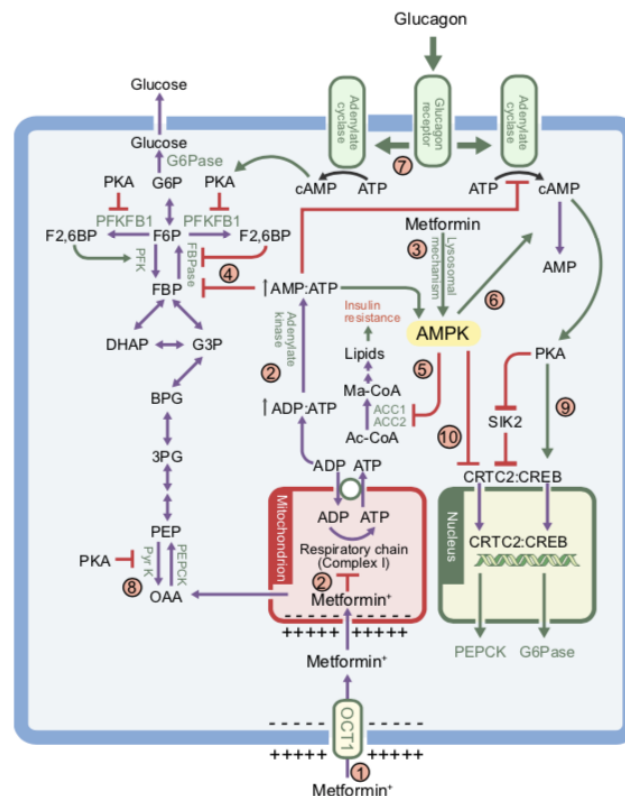 Glucagon
Glucose
Adenylate cyclase
Glucagon receptor
Adenylate cyclase
Glucose
G6Pase
7
PKA
G6P
PKA
cAMP
ATP
ATP
cAMP
PFKFB1
PFKFB1
F2,6BP
F6P
F2,6BP
Metformin
PFK
FBPase
4
3
Lysosomal mechanism
AMP
6
FBP
↑AMP:ATP
Insulin resistance
AMPK
DHAP
G3P
2
Adenylate kinase
Lipids
5
PKA
BPG
Ma-CoA
9
↑ADP:ATP
ACC1
ACC2
10
SIK2
3PG
Ac-CoA
ADP
ATP
CRTC2:CREB
Mitochondrion
ADP
ATP
Nucleus
PEP
Respiratory chain
(Complex I)
CRTC2:CREB
PKA
8
Pyr K
PEPCK
2
OAA
Metformin+
- - - - - - - - - -
+++++ +++++
PEPCK
G6Pase
Metformin+
- - - - - - - - - -
OCT1
+++++ +++++
1
Metformin+